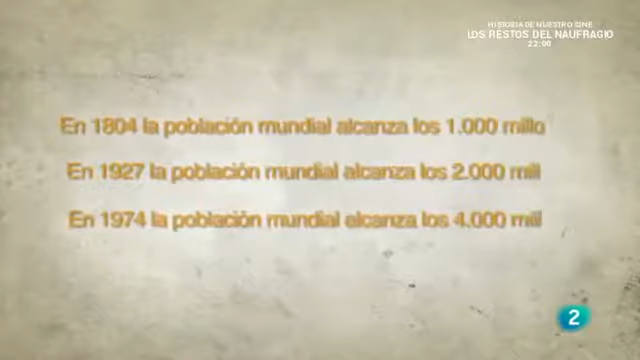 HISTORIA DE NUESTRO CINE
LOS RESTOS DEL NAUFRAGIO
22:00
En 1804 la población mundial alcanza los 1.000 millo
En 1927 la población mundial alcanza los 2.000 mill
En 1974 la población mundial alcanza los 4.000 mill
2